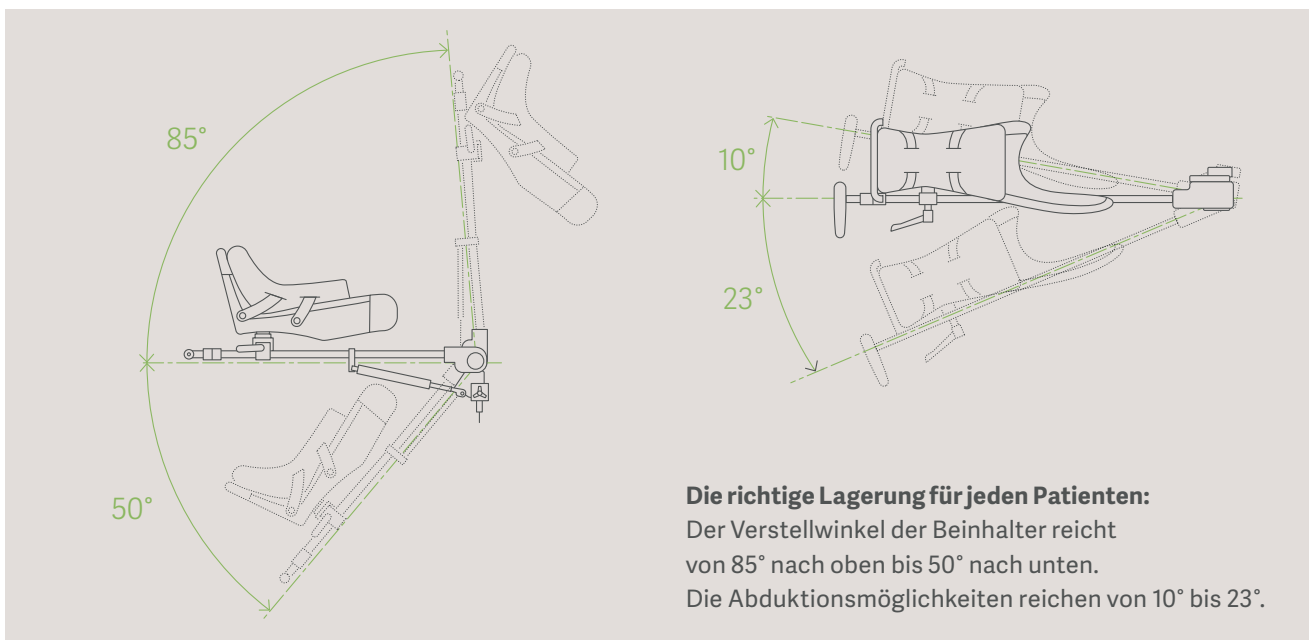 85°
50°
10°
23°
Die richtige Lagerung für jeden Patienten:
Der Verstellwinkel der Beinhalter reicht
von 85° nach oben bis 50° nach unten.
Die Abduktionsmöglichkeiten reichen von 10° bis 23°.